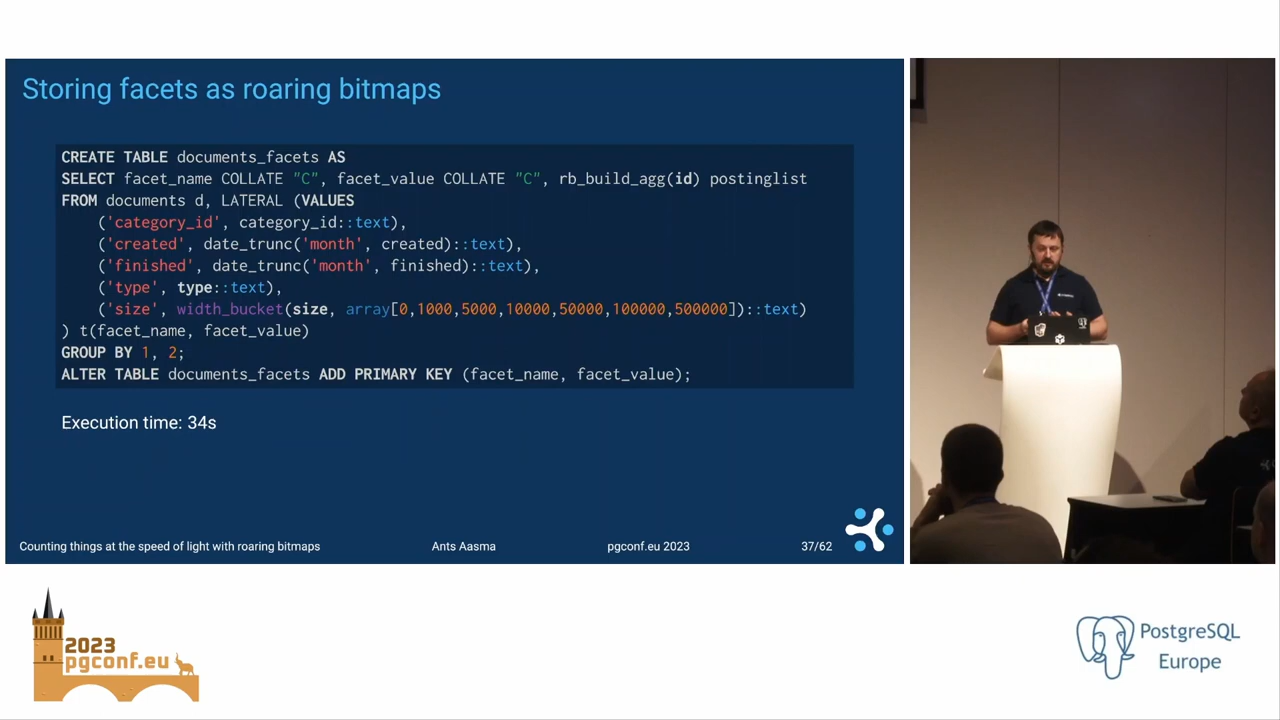 Storing facets as roaring bitmaps
CREATE TABLE documents_facets AS
SELECT facet_name COLLATE "C", facet_value COLLATE "C", rb_build_agg(id) postinglist
FROM documents d, LATERAL (VALUES
('category_id', category_id::text),
('created', date_trunc('month', created)::text),
('finished', date_trunc('month', finished)::text),
('type', type::text),
('size', width_bucket(size, array[0,1000,5000,10000,50000,100000,500000])::text)
) t(facet_name, facet_value)
GROUP BY 1, 2;
ALTER TABLE documents_facets ADD PRIMARY KEY (facet_name, facet_value);
Execution time: 34s
Counting things at the speed of light with roaring bitmaps
Ants Aasma
pgconf.eu 2023
37/62
2023
pgconf.eu
PostgreSQL
Europe